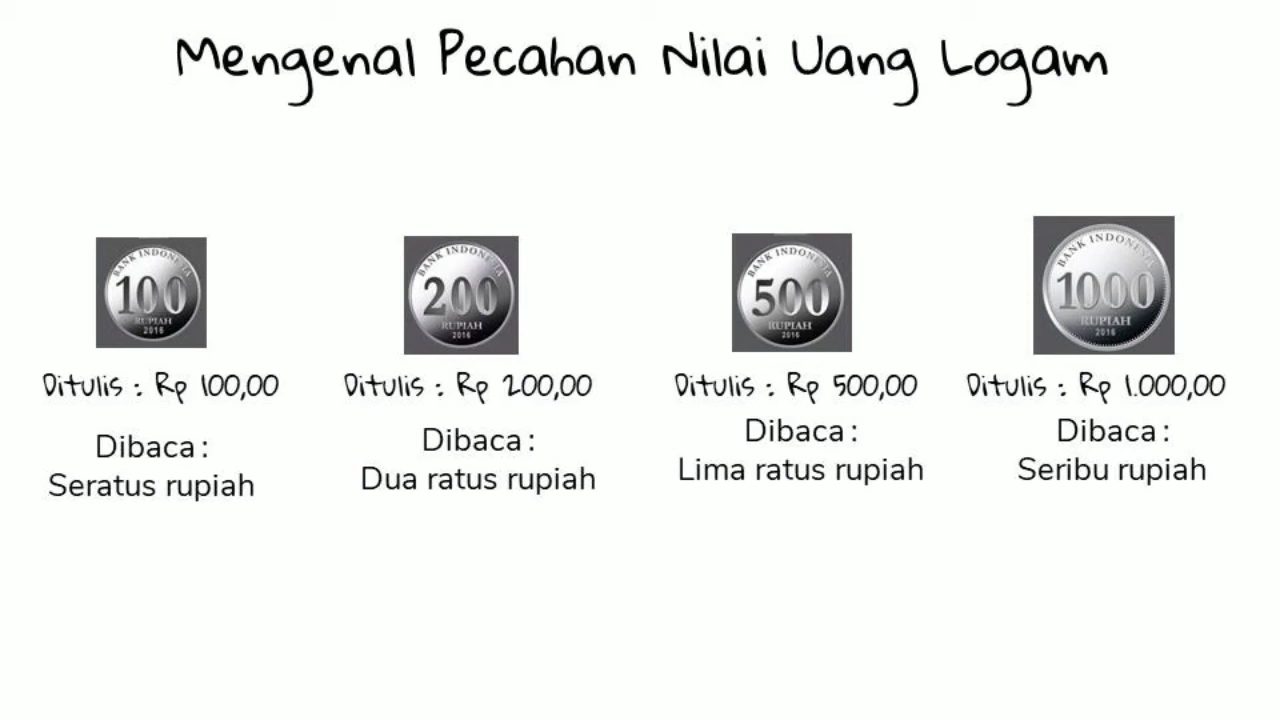 Mengenal Pecahan Nilai Uang Logam
BANK INDONESIA
100
RUPIAH
2016
BANK INDONESIA
200
RUPIAH
2016
BANK INDONESIA
500
RUPIAH
2016
BANK INDONESIA
1000
RUPIAH
2016
Ditulis : Rp 100,00
Dibaca :
Seratus rupiah
Ditulis : Rp 200,00
Dibaca :
Dua ratus rupiah
Ditulis : Rp 500,00
Dibaca :
Lima ratus rupiah
Ditulis : Rp 1.000,00
Dibaca :
Seribu rupiah